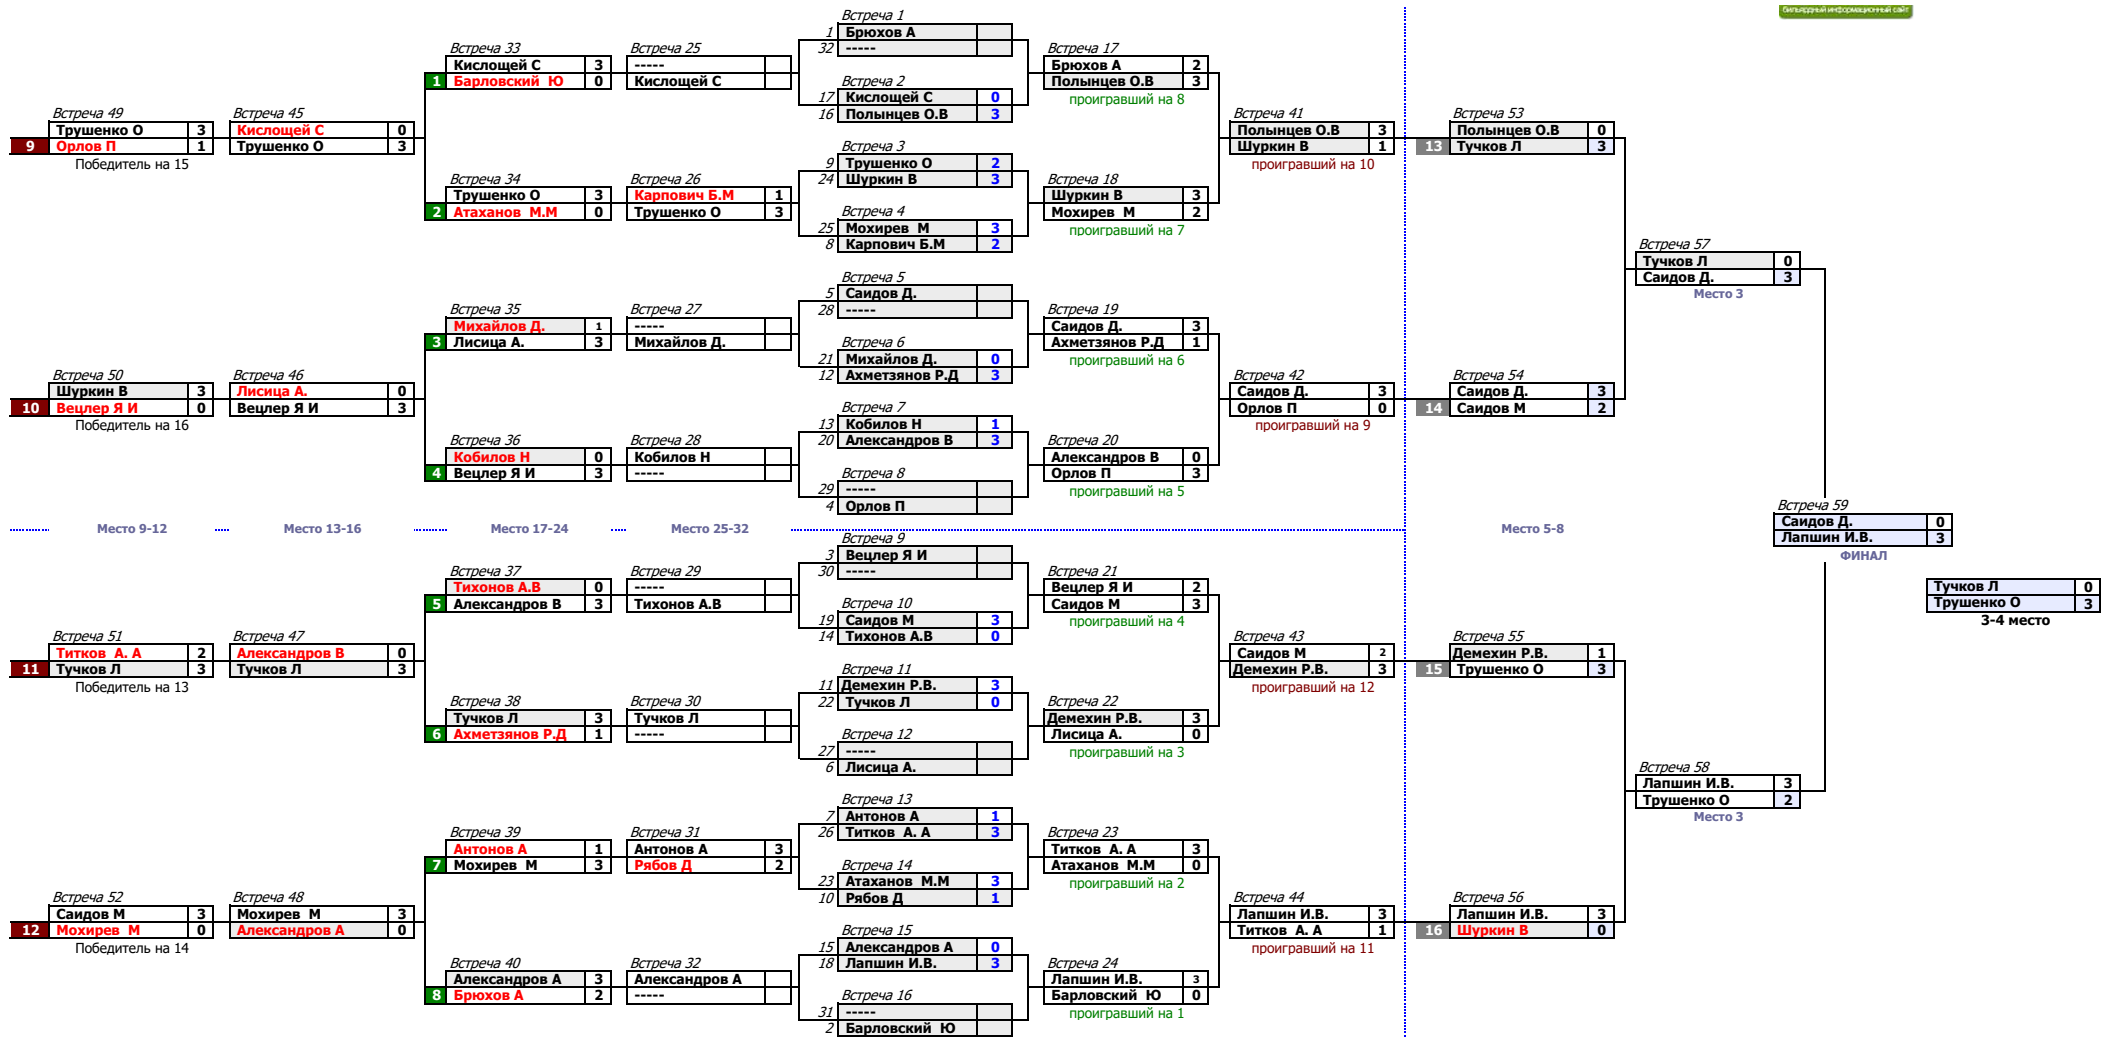 бильярдный информационный сайт
Встреча 49
Трушенко О 3
9 Орлов П 1
Победитель на 15
Встреча 50
Шуркин В 3
10 Вецлер Я И 0
Победитель на 16
Место 9-12
Встреча 51
Титков А. А 2
11 Тучков Л 3
Победитель на 13
Встреча 52
Саидов М 3
12 Мохирев М 0
Победитель на 14
Встреча 45
Кислощей С 0
Трушенко О 3
Встреча 46
Лисица А. 0
Вецлер Я И 3
Место 13-16
Встреча 47
Александров В 0
Тучков Л 3
Встреча 48
Мохирев М 3
Александров А 0
Встреча 33
Кислощей С 3
1 Барловский Ю 0
Встреча 34
Трушенко О 3
2 Атаханов М.М 0
Встреча 35
Михайлов Д. 1
3 Лисица А. 3
Встреча 36
Кобилов Н 0
4 Вецлер Я И 3
Место 17-24
Встреча 37
Тихонов А.В 0
5 Александров В 3
Встреча 38
Тучков Л 3
6 Ахметзянов Р.Д 1
Встреча 39
Антонов А 1
7 Мохирев М 3
Встреча 40
Александров А 3
8 Брюхов А 2
Встреча 25
-----
Кислощей С
Встреча 26
Карпович Б.М 1
Трушенко О 3
Встреча 27
-----
Михайлов Д.
Встреча 28
Кобилов Н
-----
Место 25-32
Встреча 29
-----
Тихонов А.В
Встреча 30
Тучков Л
-----
Встреча 31
Антонов А 3
Рябов Д 2
Встреча 32
Александров А
-----
Встреча 1
1 Брюхов А
32 -----
Встреча 2
17 Кислощей С 0
16 Полынцев О.В 3
Встреча 3
9 Трушенко О 2
24 Шуркин В 3
Встреча 4
25 Мохирев М 3
8 Карпович Б.М 2
Встреча 5
5 Саидов Д.
28 -----
Встреча 6
21 Михайлов Д. 0
12 Ахметзянов Р.Д 3
Встреча 7
13 Кобилов Н 1
20 Александров В 3
Встреча 8
29 -----
4 Орлов П
Встреча 9
3 Вецлер Я И
30 -----
Встреча 10
19 Саидов М 3
14 Тихонов А.В 0
Встреча 11
11 Демехин Р.В. 3
22 Тучков Л 0
Встреча 12
27 -----
6 Лисица А.
Встреча 13
7 Антонов А 1
26 Титков А. А 3
Встреча 14
23 Атаханов М.М 3
10 Рябов Д 1
Встреча 15
15 Александров А 0
18 Лапшин И.В. 3
Встреча 16
31 -----
2 Барловский Ю
Встреча 17
Брюхов А 2
Полынцев О.В 3
проигравший на 8
Встреча 18
Шуркин В 3
Мохирев М 2
проигравший на 7
Встреча 19
Саидов Д. 3
Ахметзянов Р.Д 1
проигравший на 6
Встреча 20
Александров В 0
Орлов П 3
проигравший на 5
Встреча 21
Вецлер Я И 2
Саидов М 3
проигравший на 4
Встреча 22
Демехин Р.В. 3
Лисица А. 0
проигравший на 3
Встреча 23
Титков А. А 3
Атаханов М.М 0
проигравший на 2
Встреча 24
Лапшин И.В. 3
Барловский Ю 0
проигравший на 1
Встреча 41
Полынцев О.В 3
Шуркин В 1
проигравший на 10
Встреча 42
Саидов Д. 3
Орлов П 0
проигравший на 9
Встреча 43
Саидов М 2
Демехин Р.В. 3
проигравший на 12
Встреча 44
Лапшин И.В. 3
Титков А. А 1
проигравший на 11
Встреча 53
Полынцев О.В 0
13 Тучков Л 3
Встреча 54
Саидов Д. 3
14 Саидов М 2
Место 5-8
Встреча 55
Демехин Р.В. 1
15 Трушенко О 3
Встреча 56
Лапшин И.В. 3
16 Шуркин В 0
Встреча 57
Тучков Л 0
Саидов Д. 3
Место 3
Встреча 58
Лапшин И.В. 3
Трушенко О 2
Место 3
Встреча 59
Саидов Д. 0
Лапшин И.В. 3
ФИНАЛ
Тучков Л 0
Трушенко О 3
3-4 место